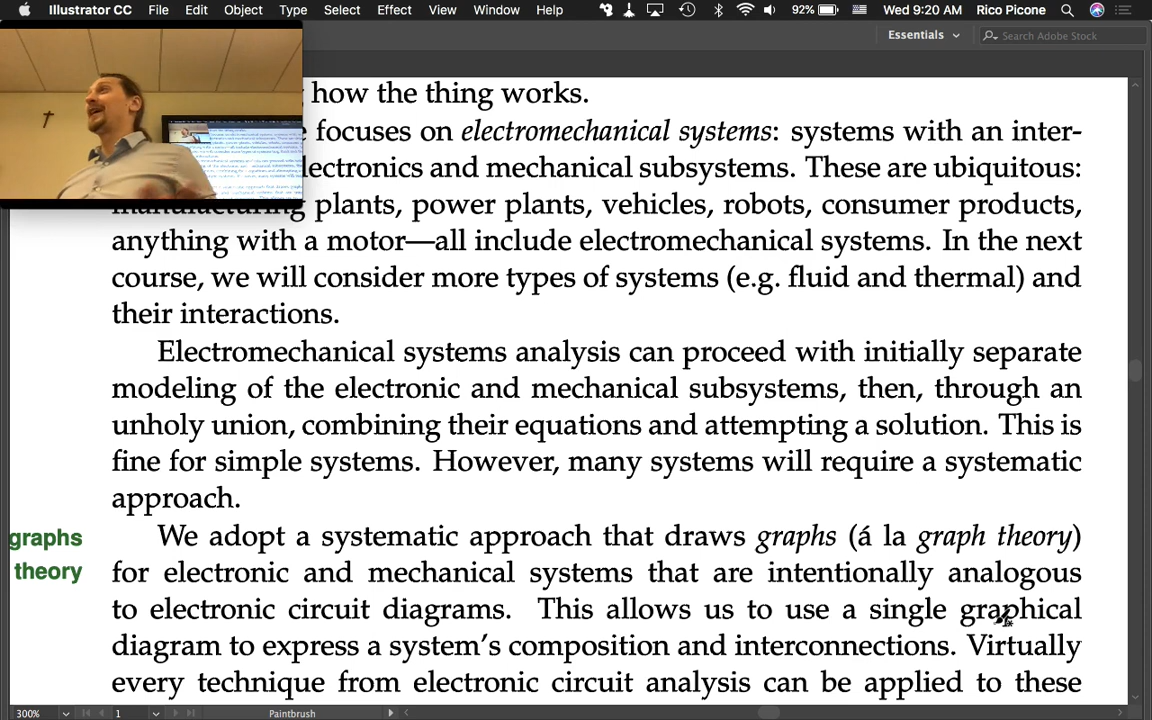 Illustrator CC File Edit Object Type Select Effect View Window Help 92% Wed 9:20 AM Rico Picone
Essentials Search Adobe Stock
how the thing works.
focuses on electromechanical systems: systems with an inter-
lectronics and mechanical subsystems. These are ubiquitous:
manufacturing plants, power plants, vehicles, robots, consumer products,
anything with a motor—all include electromechanical systems. In the next
course, we will consider more types of systems (e.g. fluid and thermal) and
their interactions.
Electromechanical systems analysis can proceed with initially separate
modeling of the electronic and mechanical subsystems, then, through an
unholy union, combining their equations and attempting a solution. This is
fine for simple systems. However, many systems will require a systematic
approach.
graphs We adopt a systematic approach that draws graphs (á la graph theory)
theory for electronic and mechanical systems that are intentionally analogous
to electronic circuit diagrams. This allows us to use a single graphical
diagram to express a system's composition and interconnections. Virtually
every technique from electronic circuit analysis can be applied to these
300% 1 Paintbrush